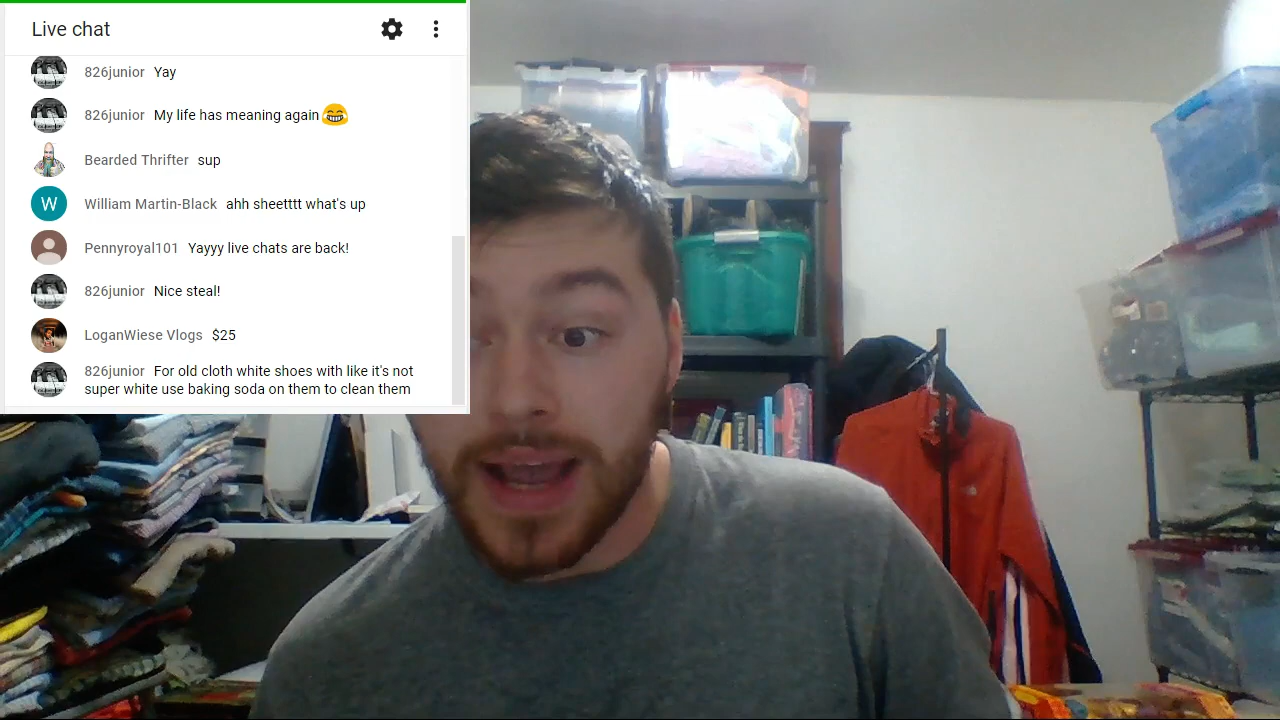 Live chat
826junior Yay
826junior My life has meaning again 😂
Bearded Thrifter sup
W William Martin-Black ahh sheetttt what's up
Pennyroyal101 Yayyy live chats are back!
826junior Nice steal!
LoganWiese Vlogs $25
826junior For old cloth white shoes with like it's not
super white use baking soda on them to clean them